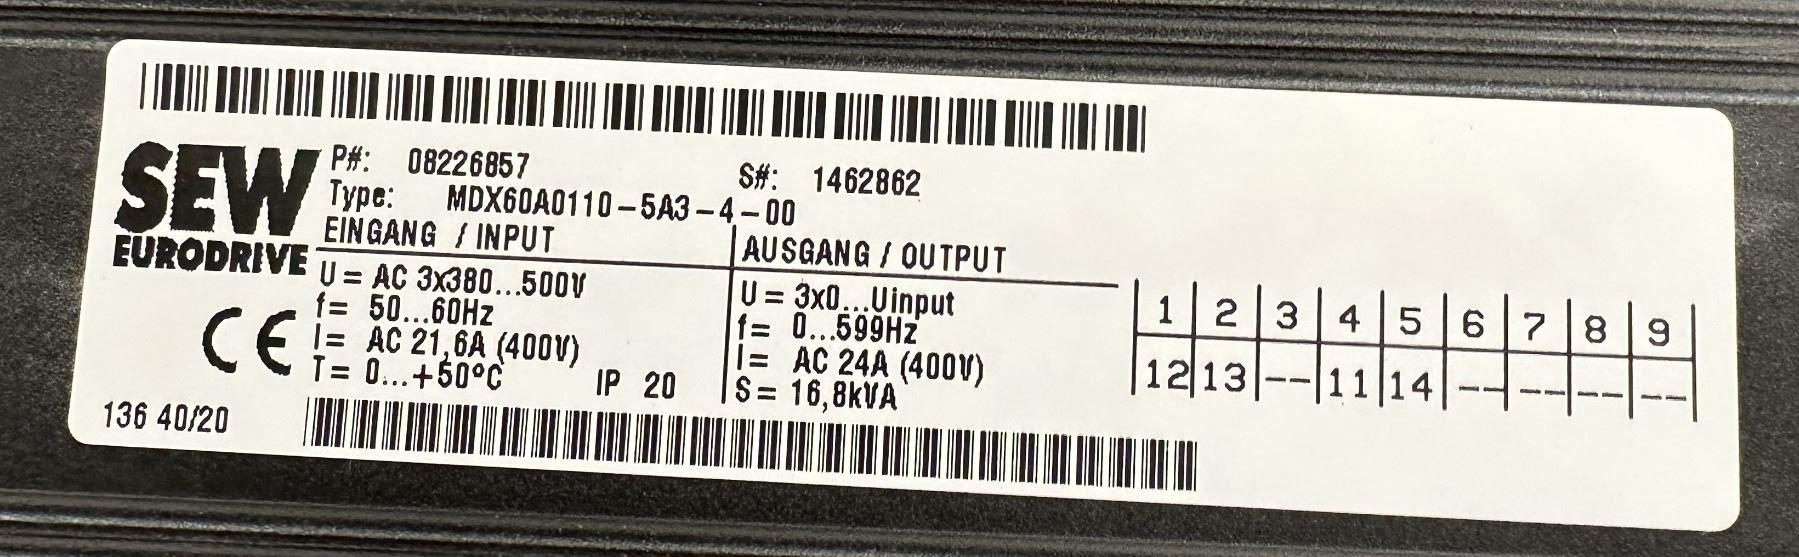 SEW
EURODRIVE
P#: 08226857 S#: 1462862
Type: MDX60A0110-5A3-4-00
EINGANG / INPUT
U = AC 3x380...500V
f= 50...60Hz
I= AC 21,6A (400V)
T= 0...+50°C IP 20
AUSGANG / OUTPUT
U = 3x0...Uinput
f= 0...599Hz
I= AC 24A (400V)
S= 16,8kVA
1 2 3 4 5 6 7 8 9
12 13 -- 11 14 -- -- -- --
CE
136 40/20